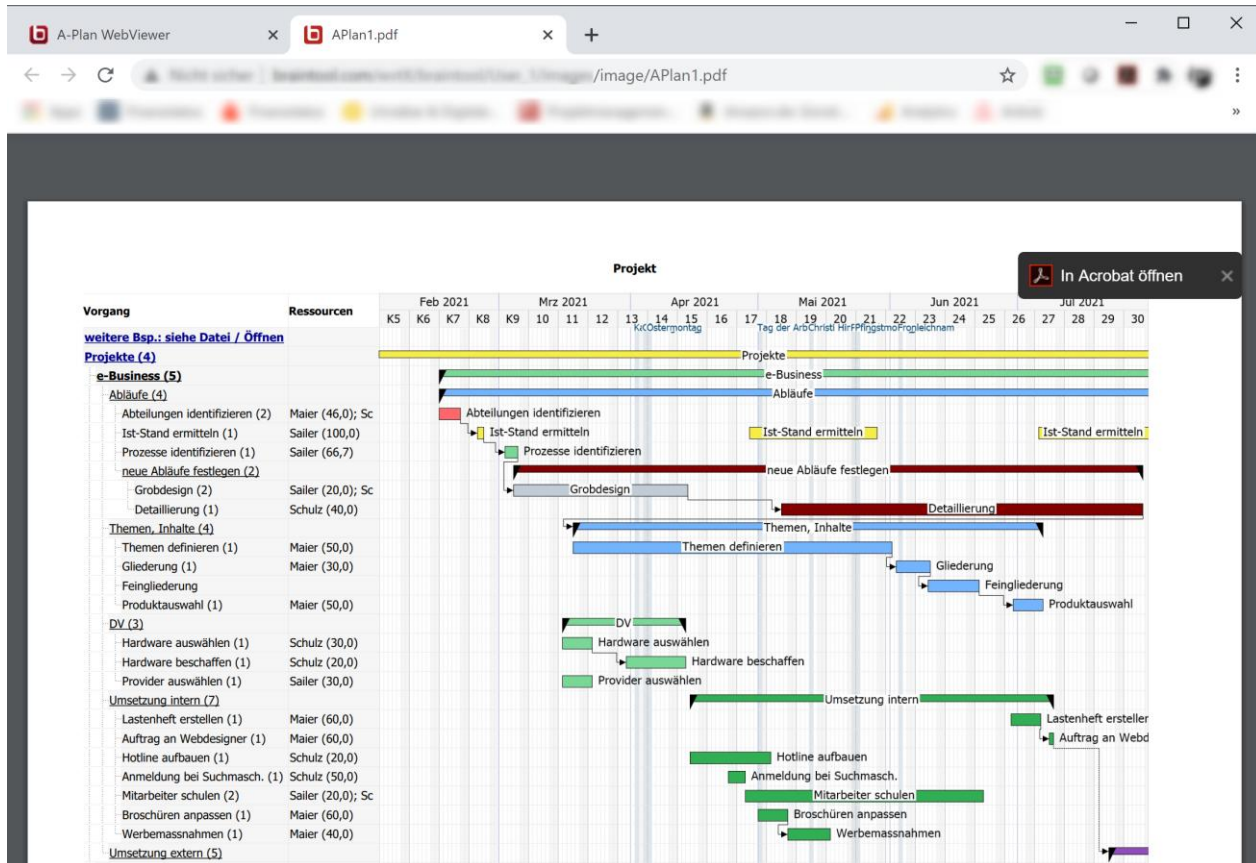 A-Plan WebViewer
APlan1.pdf
/image/APlan1.pdf
In Acrobat öffnen
Projekt
Vorgang Ressourcen
Feb 2021 Mrz 2021 Apr 2021 Mai 2021 Jun 2021 Jul 2021
K5 K6 K7 K8 K9 10 11 12 13 14 15 16 17 18 19 20 21 22 23 24 25 26 27 28 29 30
Ostermontag Tag der Arb Christi Fronleichnam
weitere Bsp.: siehe Datei / Öffnen
Projekte (4) Projekte
e-Business (5) e-Business
Abläufe (4) Abläufe
Abteilungen identifizieren (2) Maier (46,0); Sc Abteilungen identifizieren
Ist-Stand ermitteln (1) Sailer (100,0) Ist-Stand ermitteln Ist-Stand ermitteln Ist-Stand ermitteln
Prozesse identifizieren (1) Sailer (66,7) Prozesse identifizieren
neue Abläufe festlegen (2) neue Abläufe festlegen
Grobdesign (2) Sailer (20,0); Sc Grobdesign
Detaillierung (1) Schulz (40,0) Detaillierung
Themen, Inhalte (4) Themen, Inhalte
Themen definieren (1) Maier (50,0) Themen definieren
Gliederung (1) Maier (30,0) Gliederung
Feingliederung Feingliederung
Produktauswahl (1) Maier (50,0) Produktauswahl
DV (3) DV
Hardware auswählen (1) Schulz (30,0) Hardware auswählen
Hardware beschaffen (1) Schulz (20,0) Hardware beschaffen
Provider auswählen (1) Sailer (30,0) Provider auswählen
Umsetzung intern (7) Umsetzung intern
Lastenheft erstellen (1) Maier (60,0) Lastenheft ersteller
Auftrag an Webdesigner (1) Maier (60,0) Auftrag an Webd
Hotline aufbauen (1) Schulz (20,0) Hotline aufbauen
Anmeldung bei Suchmasch. (1) Schulz (50,0) Anmeldung bei Suchmasch.
Mitarbeiter schulen (2) Sailer (20,0); Sc Mitarbeiter schulen
Broschüren anpassen (1) Maier (60,0) Broschüren anpassen
Werbemassnahmen (1) Maier (40,0) Werbemassnahmen
Umsetzung extern (5)